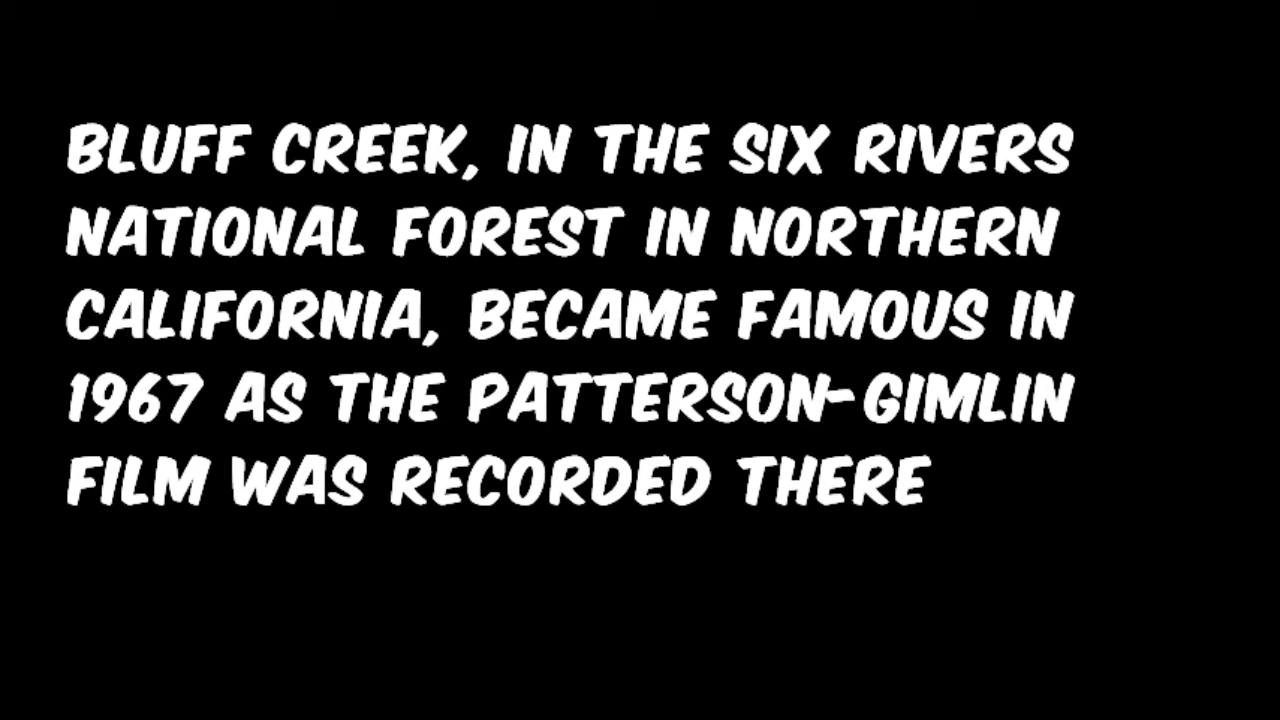 BLUFF CREEK, IN THE SIX RIVERS
NATIONAL FOREST IN NORTHERN
CALIFORNIA, BECAME FAMOUS IN
1967 AS THE PATTERSON-GIMLIN
FILM WAS RECORDED THERE